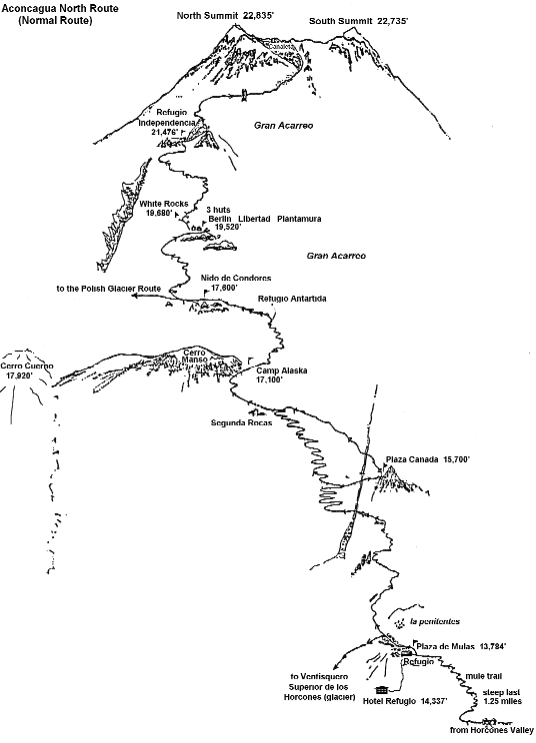 Aconcagua North Route
(Normal Route)
North Summit 22,835'
South Summit 22,735'
Canaleta
Refugio
Independencia
21,476'
Gran Acarreo
White Rocks
19,680'
3 huts
Berlin Libertad Plantamura
19,520'
Gran Acarreo
Nido de Condores
17,600'
to the Polish Glacier Route
Refugio Antartida
Cerro Cuerno
17,920'
Cerro
Manso
Camp Alaska
17,100'
Segunda Rocas
Plaza Canada 15,700'
la penitentes
Plaza de Mulas 13,784'
Refugio
to Ventisquero
Superior de los
Horcones (glacier)
Hotel Refugio 14,337'
mule trail
steep last
1.25 miles
from Horcones Valley